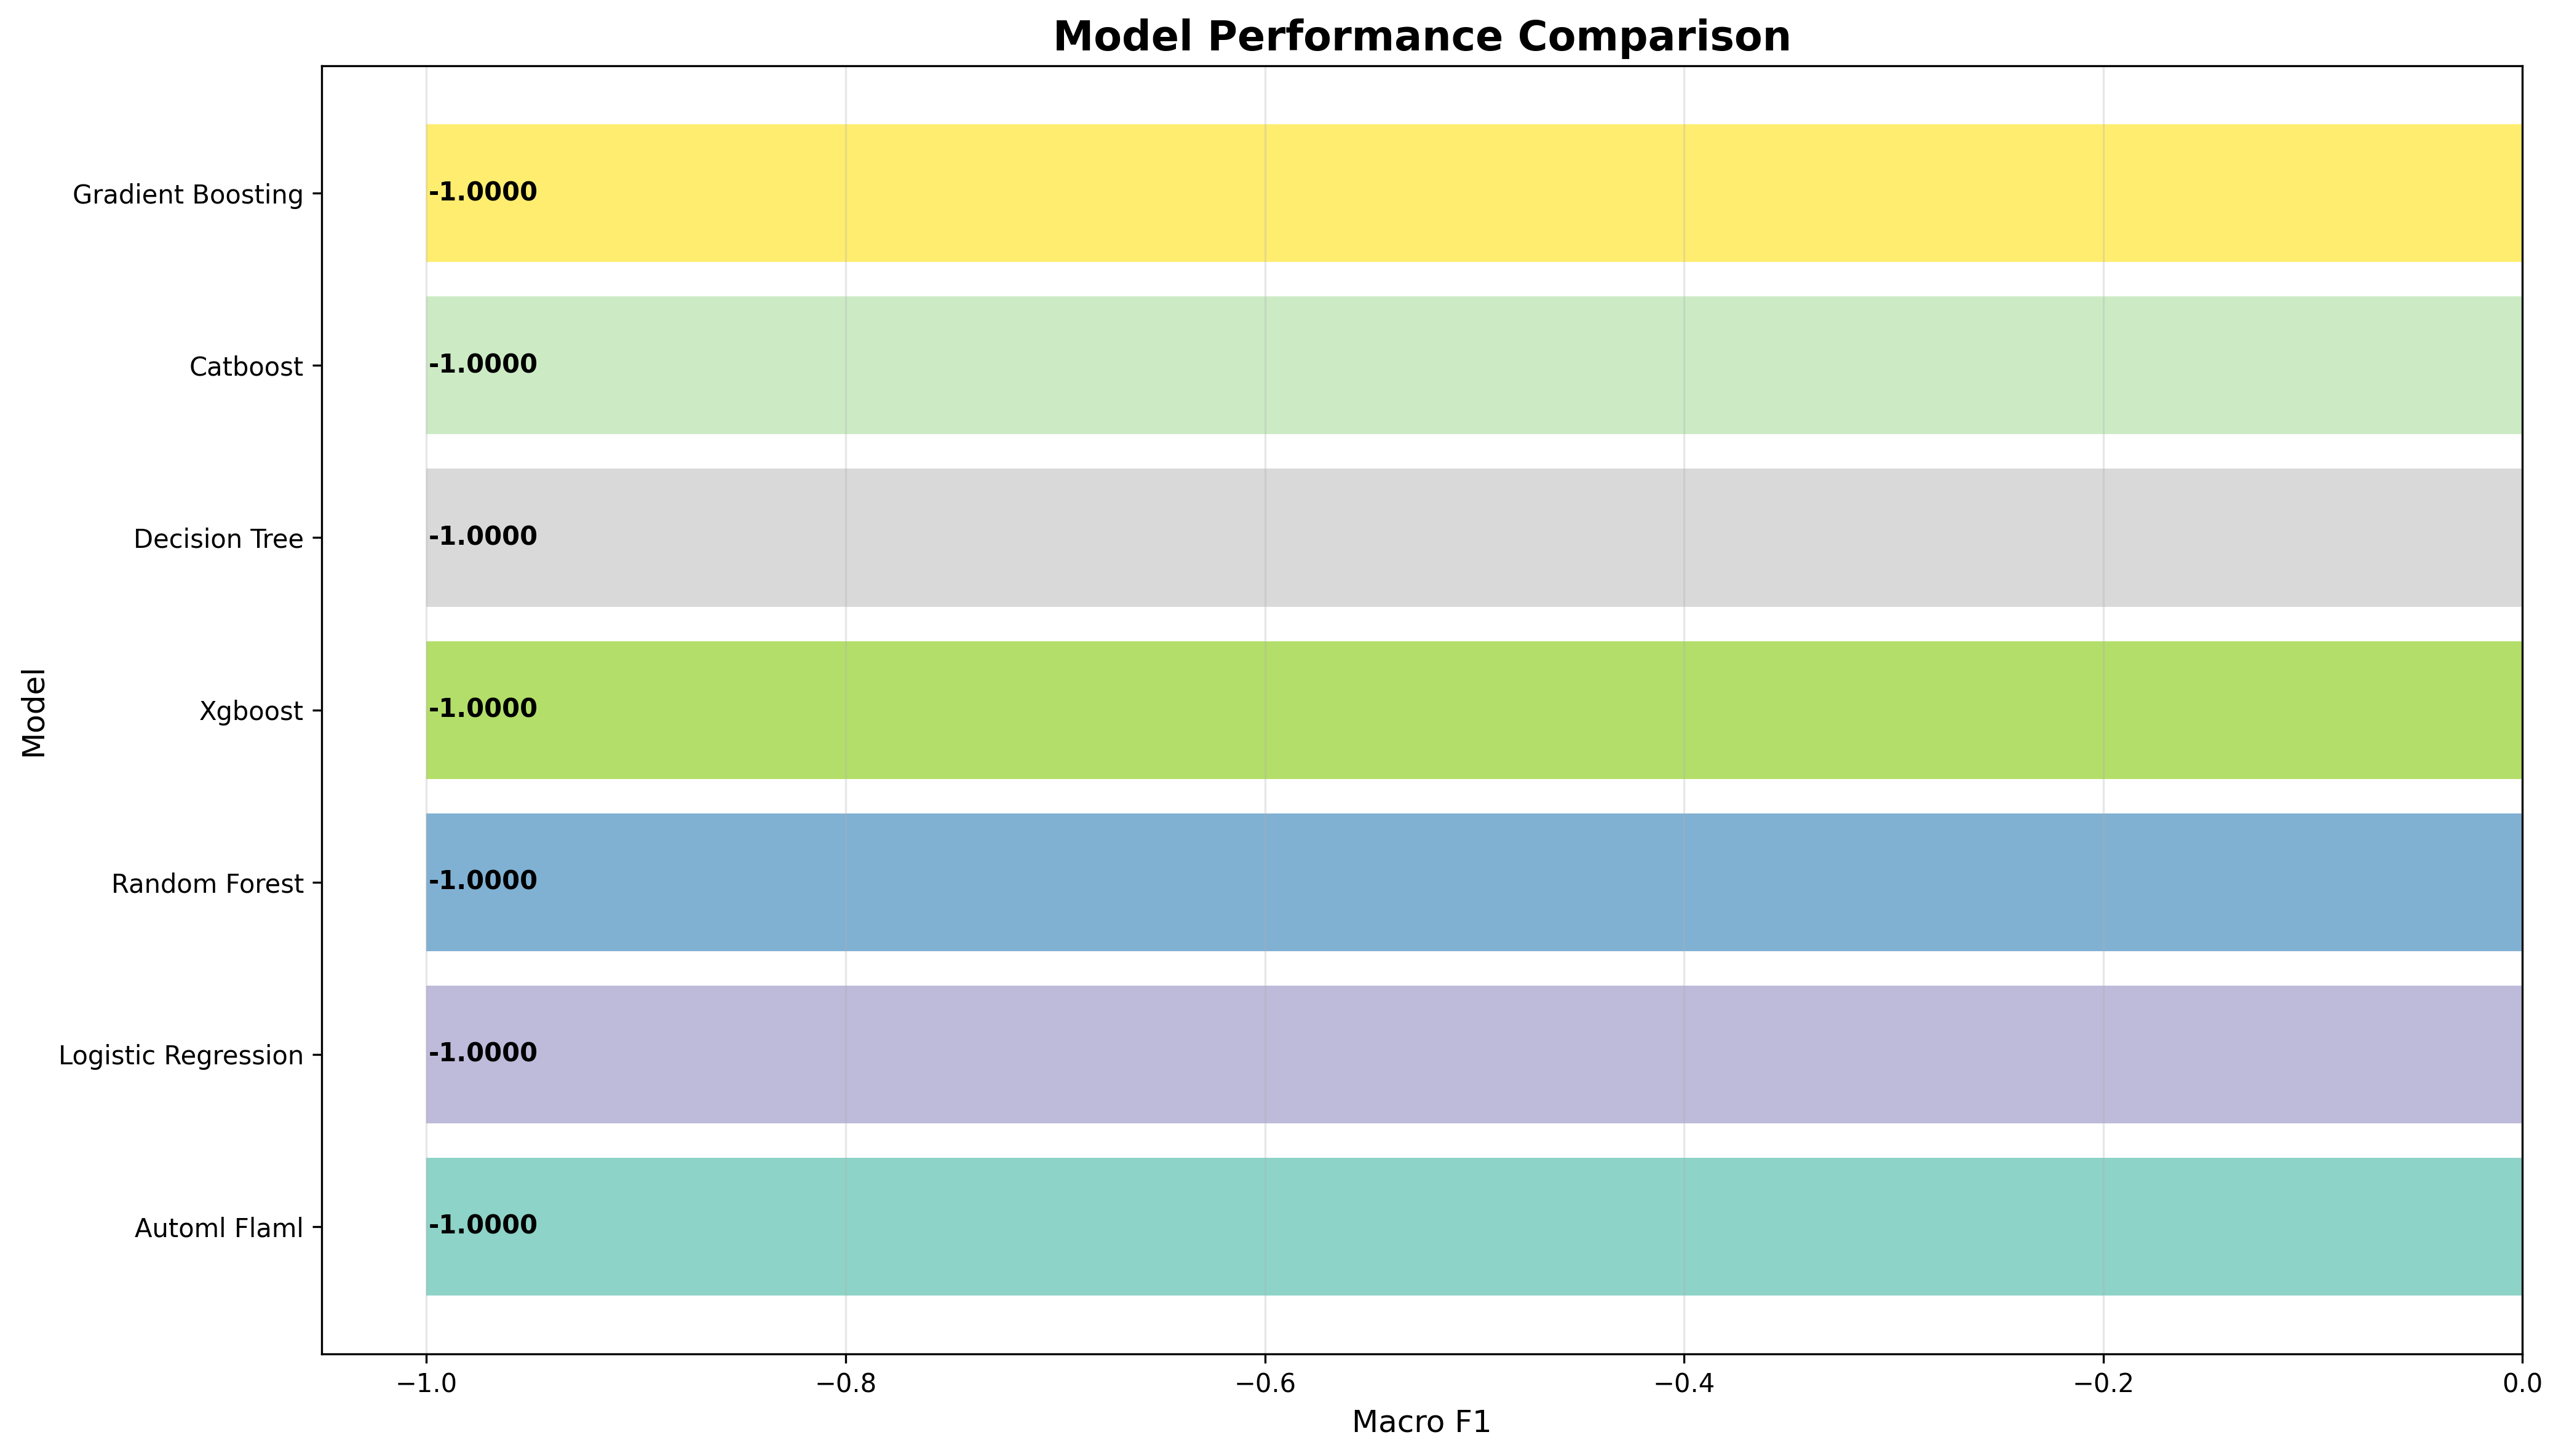 Model Performance Comparison
Model
Gradient Boosting -1.0000
Catboost -1.0000
Decision Tree -1.0000
Xgboost -1.0000
Random Forest -1.0000
Logistic Regression -1.0000
Automl Flaml -1.0000
−1.0 −0.8 −0.6 −0.4 −0.2 0.0
Macro F1